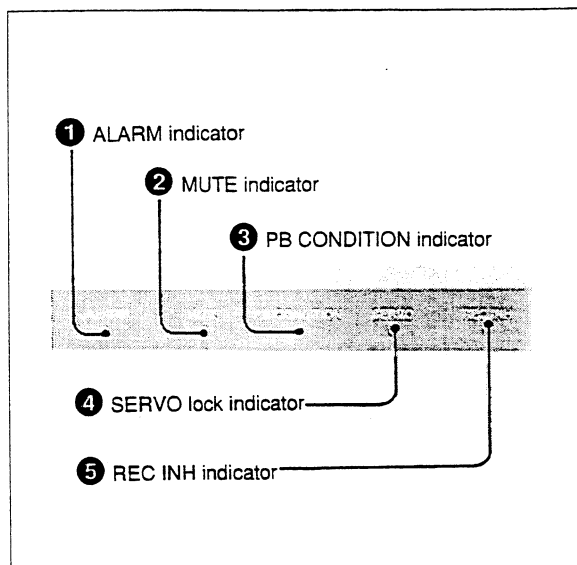 1 ALARM indicator
2 MUTE indicator
3 PB CONDITION indicator
4 SERVO lock indicator
5 REC INH indicator